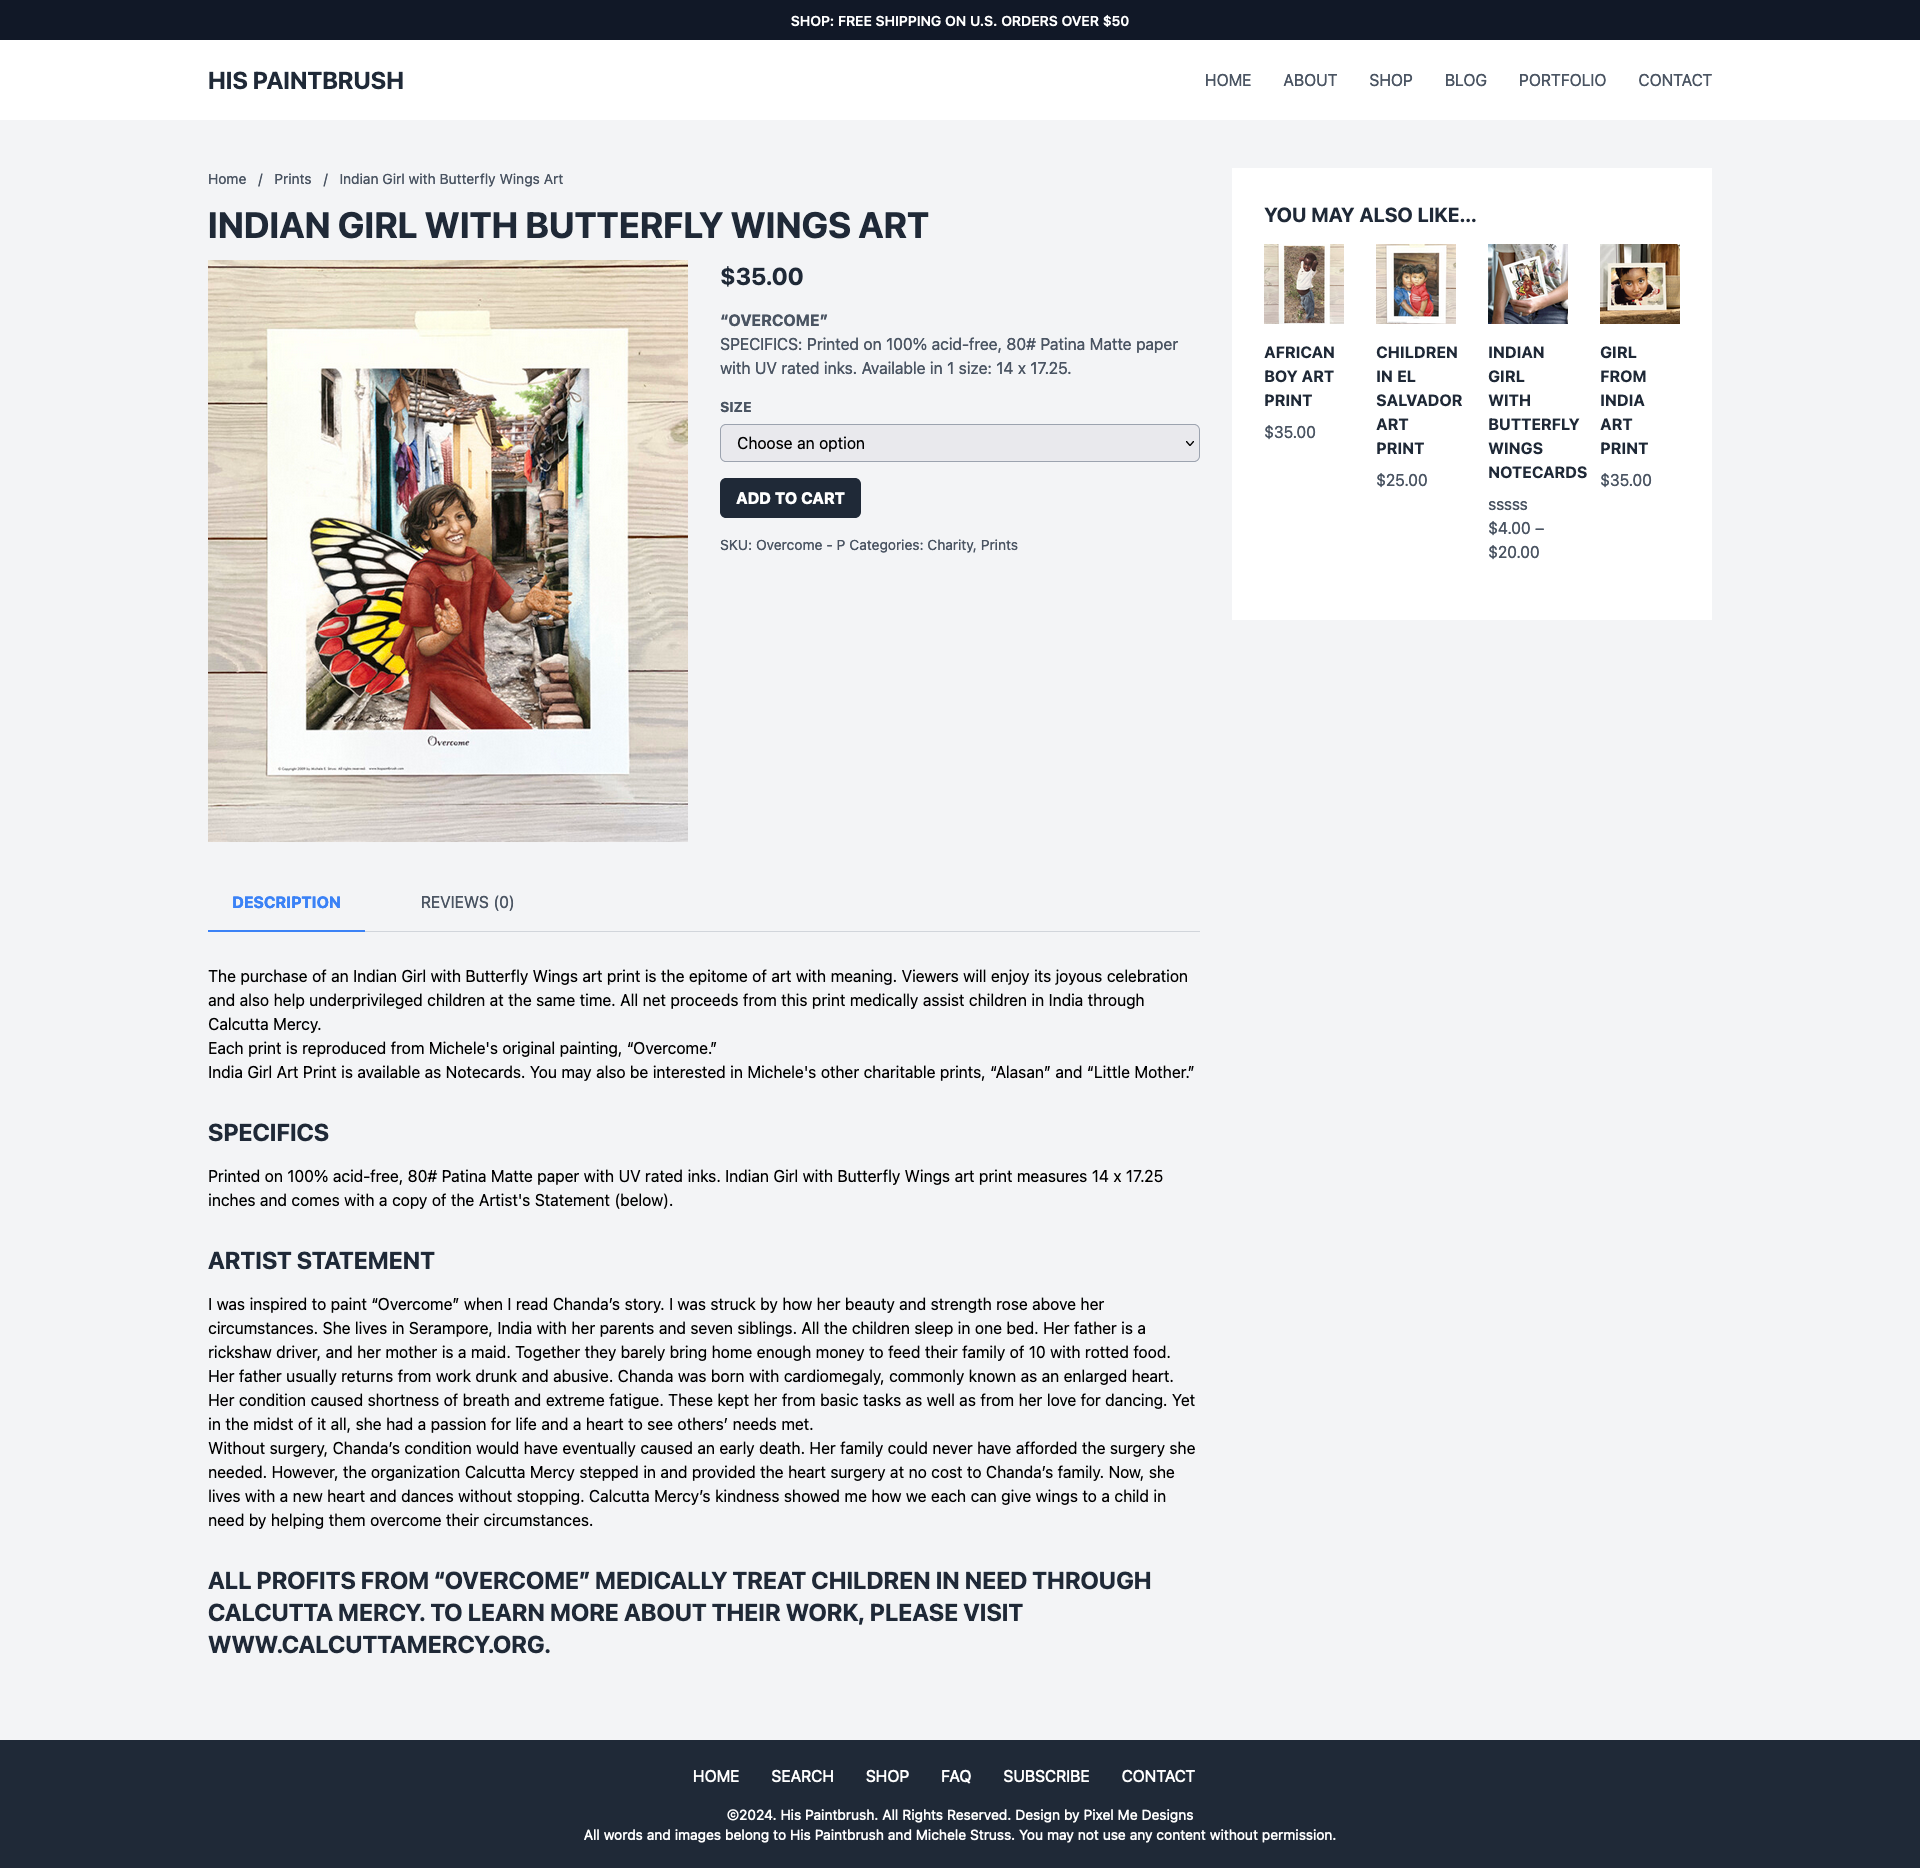 SHOP: FREE SHIPPING ON U.S. ORDERS OVER $50
HIS PAINTBRUSH
HOME ABOUT SHOP BLOG PORTFOLIO CONTACT
Home / Prints / Indian Girl with Butterfly Wings Art
INDIAN GIRL WITH BUTTERFLY WINGS ART
Overcome
$35.00
“OVERCOME”
SPECIFICS: Printed on 100% acid-free, 80# Patina Matte paper
with UV rated inks. Available in 1 size: 14 x 17.25.
SIZE
Choose an option
ADD TO CART
SKU: Overcome - P Categories: Charity, Prints
YOU MAY ALSO LIKE...
AFRICAN
BOY ART
PRINT
$35.00
CHILDREN
IN EL
SALVADOR
ART
PRINT
$25.00
INDIAN
GIRL
WITH
BUTTERFLY
WINGS
NOTECARDS
SSSSS
$4.00 –
$20.00
GIRL
FROM
INDIA
ART
PRINT
$35.00
DESCRIPTION REVIEWS (0)
The purchase of an Indian Girl with Butterfly Wings art print is the epitome of art with meaning. Viewers will enjoy its joyous celebration
and also help underprivileged children at the same time. All net proceeds from this print medically assist children in India through
Calcutta Mercy.
Each print is reproduced from Michele's original painting, “Overcome.”
India Girl Art Print is available as Notecards. You may also be interested in Michele's other charitable prints, “Alasan” and “Little Mother.”
SPECIFICS
Printed on 100% acid-free, 80# Patina Matte paper with UV rated inks. Indian Girl with Butterfly Wings art print measures 14 x 17.25
inches and comes with a copy of the Artist's Statement (below).
ARTIST STATEMENT
I was inspired to paint “Overcome” when I read Chanda’s story. I was struck by how her beauty and strength rose above her
circumstances. She lives in Serampore, India with her parents and seven siblings. All the children sleep in one bed. Her father is a
rickshaw driver, and her mother is a maid. Together they barely bring home enough money to feed their family of 10 with rotted food.
Her father usually returns from work drunk and abusive. Chanda was born with cardiomegaly, commonly known as an enlarged heart.
Her condition caused shortness of breath and extreme fatigue. These kept her from basic tasks as well as from her love for dancing. Yet
in the midst of it all, she had a passion for life and a heart to see others’ needs met.
Without surgery, Chanda’s condition would have eventually caused an early death. Her family could never have afforded the surgery she
needed. However, the organization Calcutta Mercy stepped in and provided the heart surgery at no cost to Chanda’s family. Now, she
lives with a new heart and dances without stopping. Calcutta Mercy’s kindness showed me how we each can give wings to a child in
need by helping them overcome their circumstances.
ALL PROFITS FROM “OVERCOME” MEDICALLY TREAT CHILDREN IN NEED THROUGH
CALCUTTA MERCY. TO LEARN MORE ABOUT THEIR WORK, PLEASE VISIT
WWW.CALCUTTAMERCY.ORG.
HOME SEARCH SHOP FAQ SUBSCRIBE CONTACT
©2024. His Paintbrush. All Rights Reserved. Design by Pixel Me Designs
All words and images belong to His Paintbrush and Michele Struss. You may not use any content without permission.